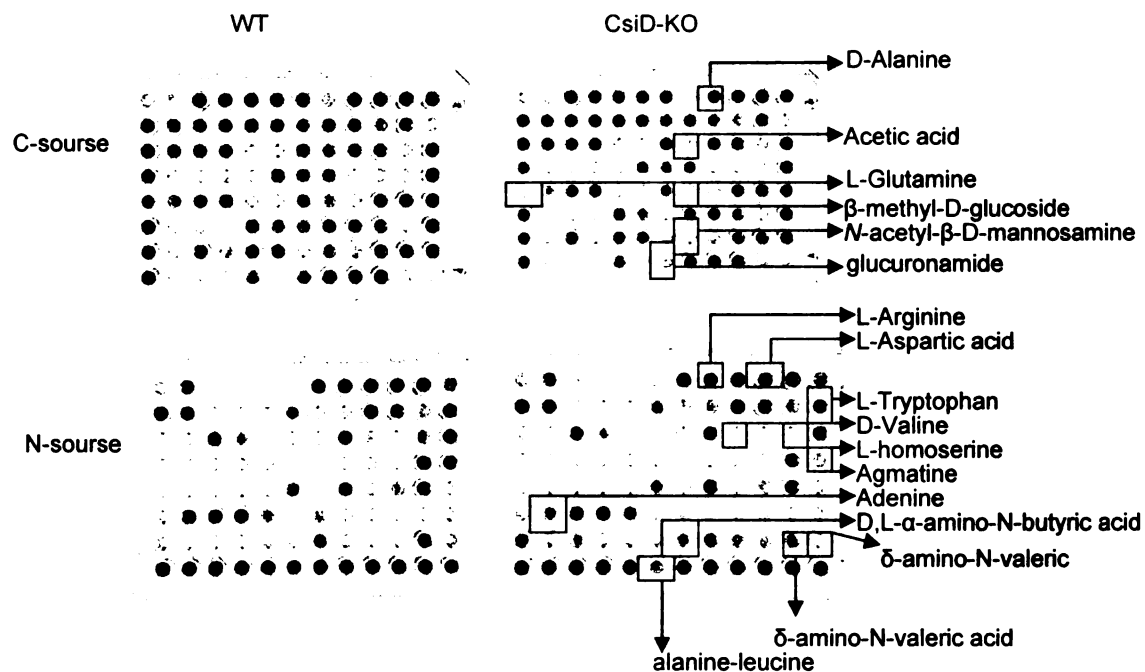 WT
CsiD-KO
D-Alanine
C-sourse
Acetic acid
L-Glutamine
β-methyl-D-glucoside
N-acetyl-β-D-mannosamine
glucuronamide
L-Arginine
L-Aspartic acid
L-Tryptophan
D-Valine
N-sourse
L-homoserine
Agmatine
Adenine
D,L-α-amino-N-butyric acid
δ-amino-N-valeric
δ-amino-N-valeric acid
alanine-leucine